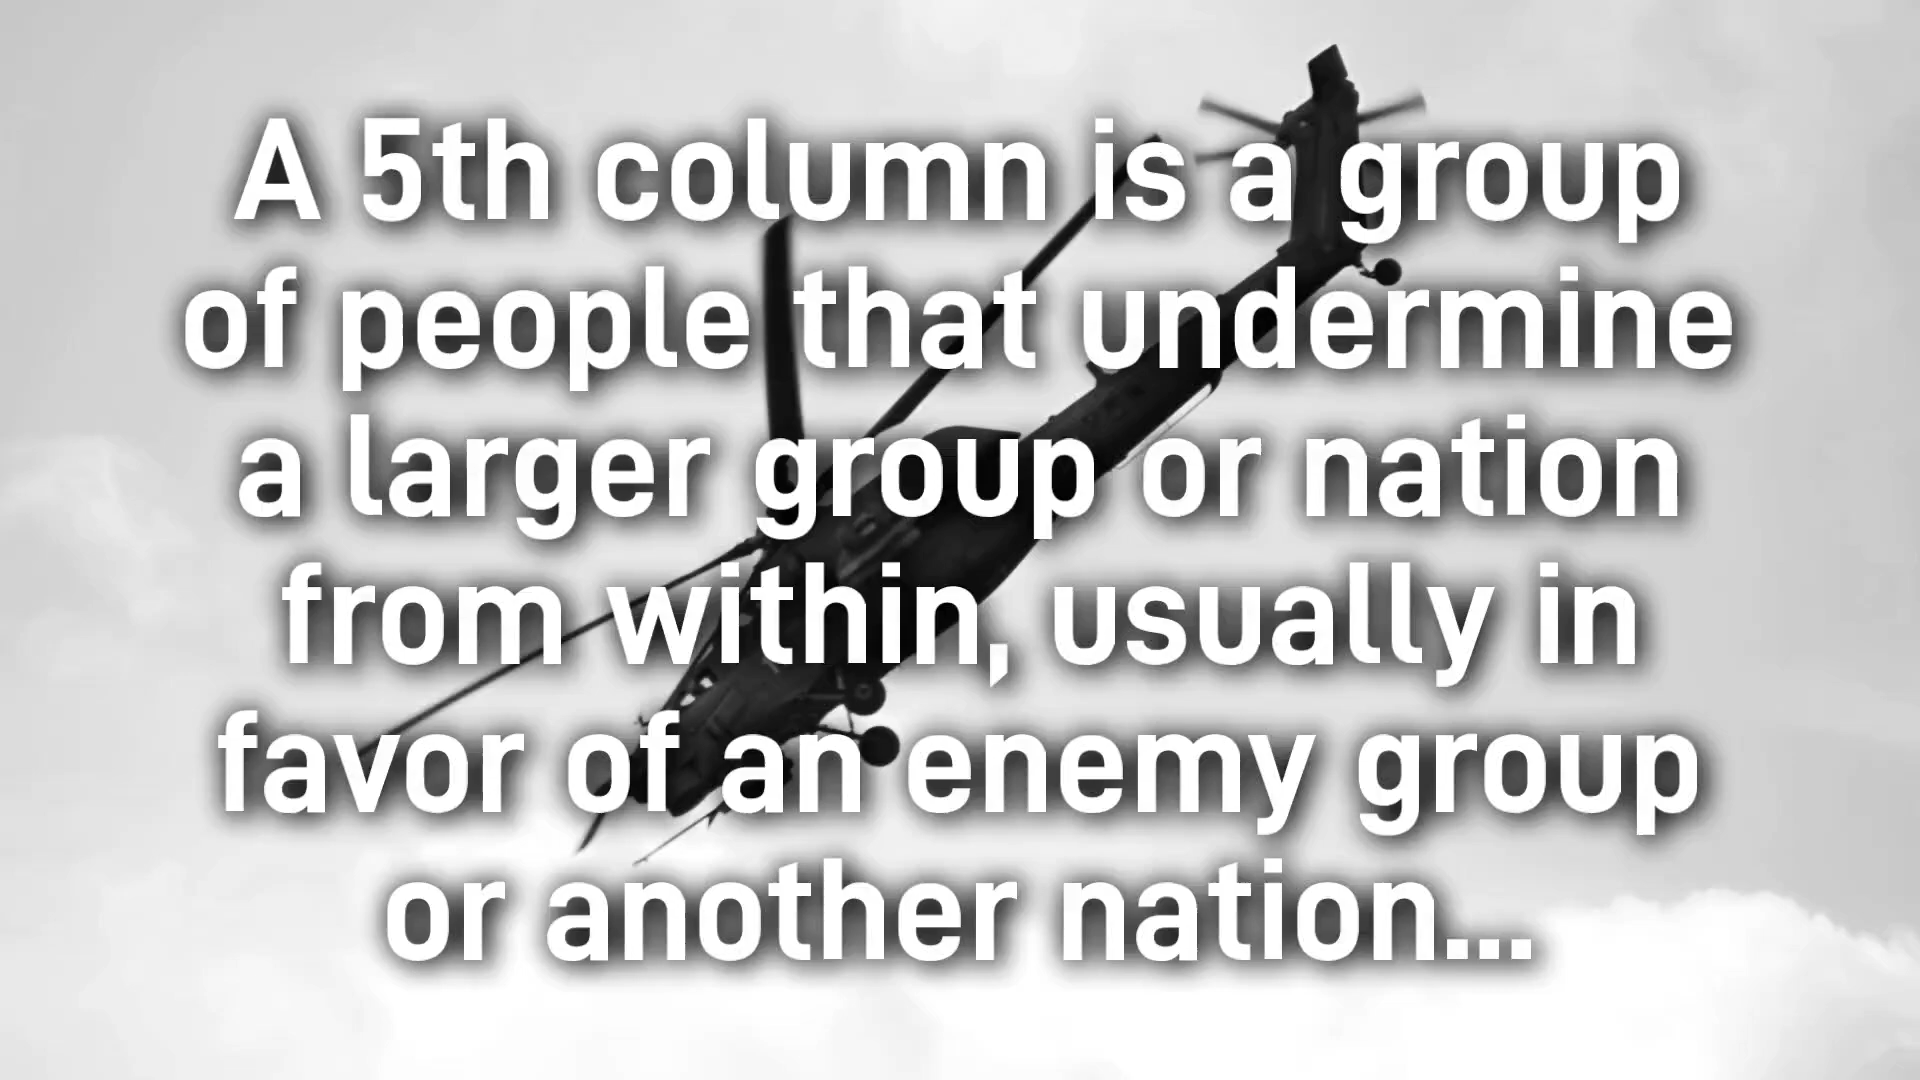 A 5th column is a group
of people that undermine
a larger group or nation
from within, usually in
favor of an enemy group
or another nation...